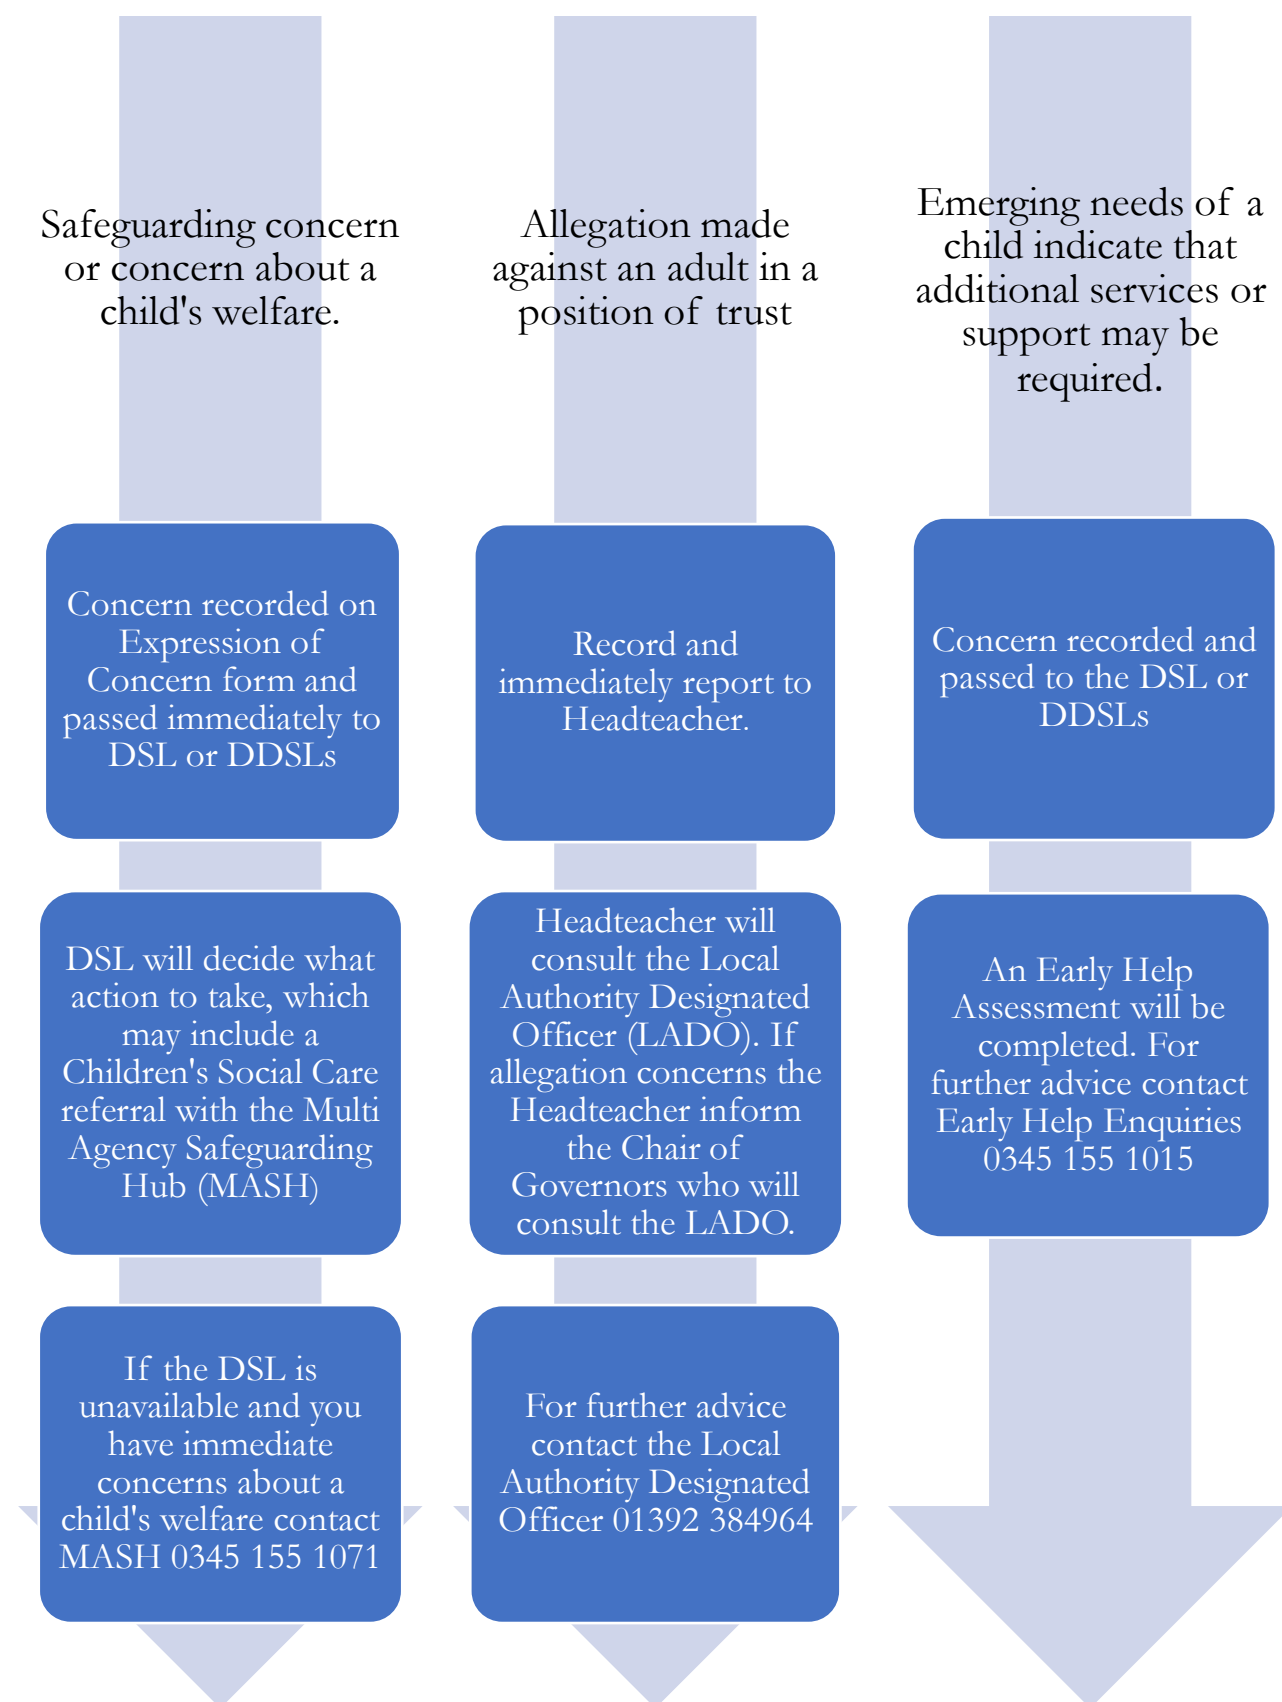 Safeguarding concern
or concern about a
child's welfare.
Concern recorded on
Expression of
Concern form and
passed immediately to
DSL or DDSLs
DSL will decide what
action to take, which
may include a
Children's Social Care
referral with the Multi
Agency Safeguarding
Hub (MASH)
If the DSL is
unavailable and you
have immediate
concerns about a
child's welfare contact
MASH 0345 155 1071
Allegation made
against an adult in a
position of trust
Record and
immediately report to
Headteacher.
Headteacher will
consult the Local
Authority Designated
Officer (LADO). If
allegation concerns the
Headteacher inform
the Chair of
Governors who will
consult the LADO.
For further advice
contact the Local
Authority Designated
Officer 01392 384964
Emerging needs of a
child indicate that
additional services or
support may be
required.
Concern recorded and
passed to the DSL or
DDSLs
An Early Help
Assessment will be
completed. For
further advice contact
Early Help Enquiries
0345 155 1015